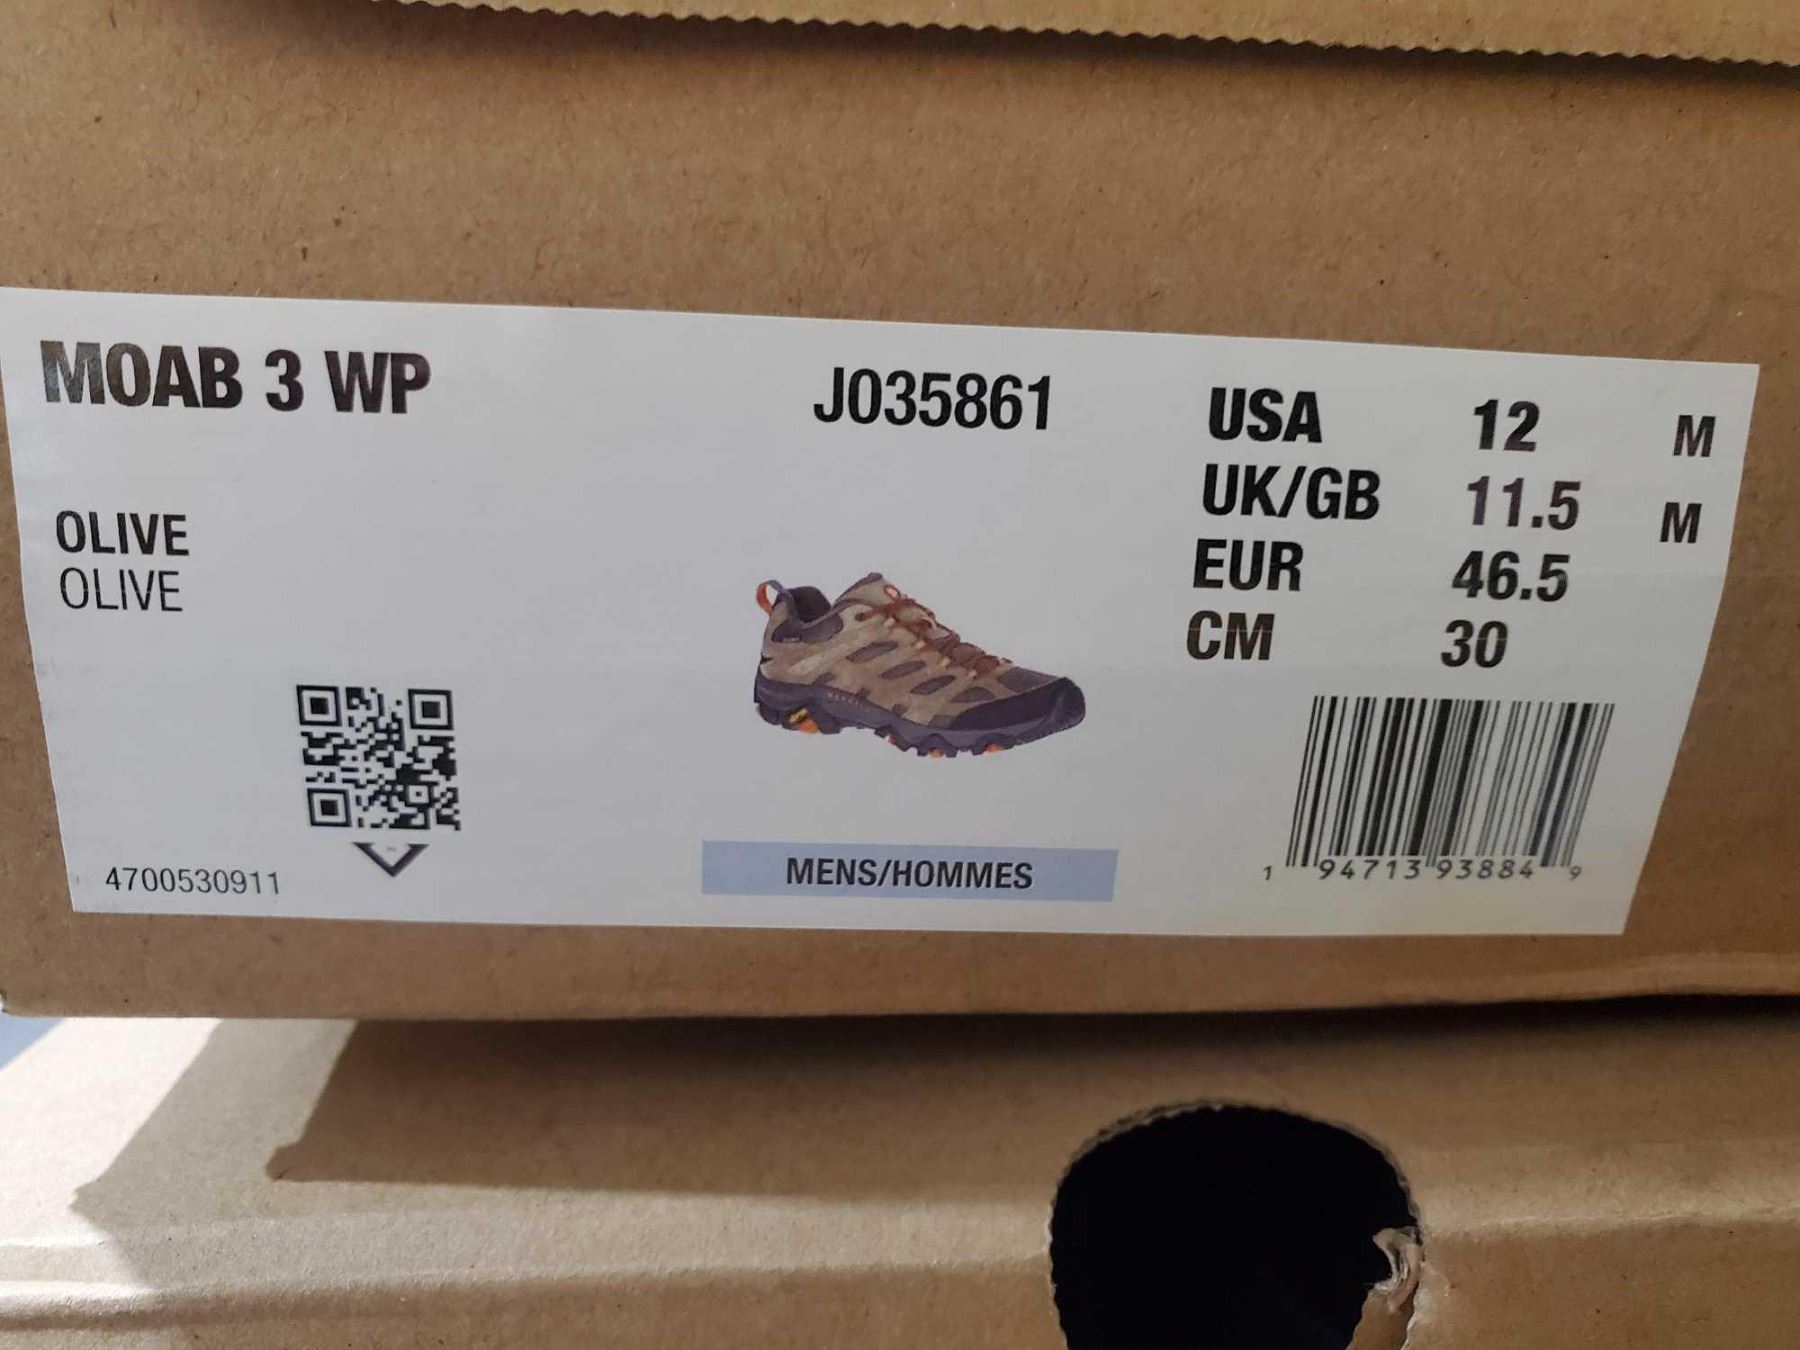 MOAB 3 WP
J035861
USA 12 M
UK/GB 11.5 M
EUR 46.5
CM 30
OLIVE
OLIVE
4700530911
MENS/HOMMES
1 94713 93884 9